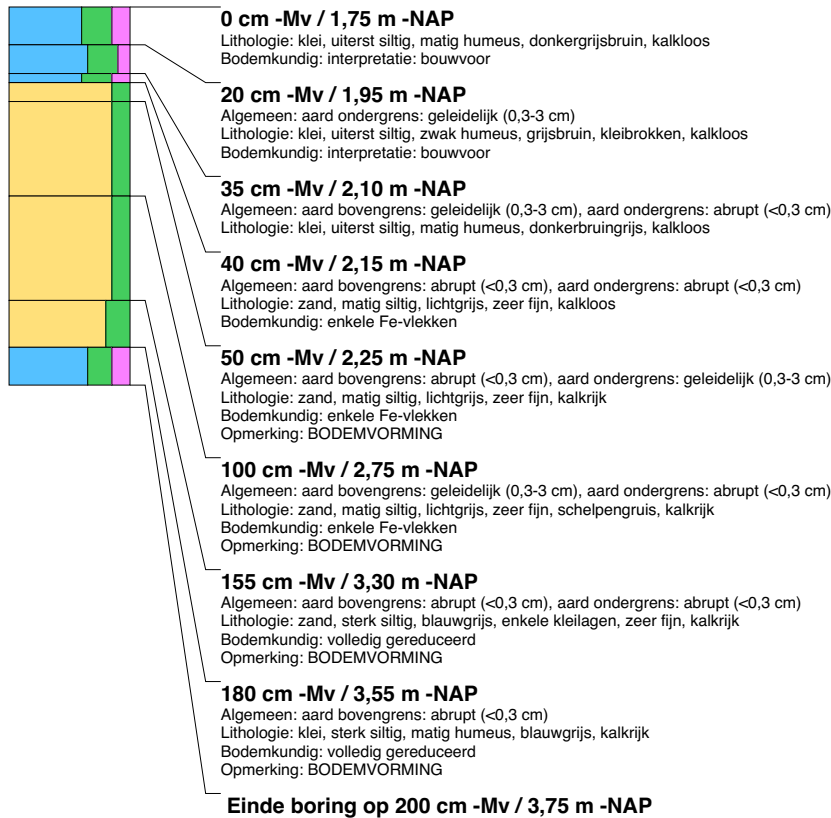 0 cm -Mv / 1,75 m -NAP
Lithologie: klei, uiterst siltig, matig humeus, donkergrijsbruin, kalkloos
Bodemkundig: interpretatie: bouwvoor
20 cm -Mv / 1,95 m -NAP
Algemeen: aard ondergrens: geleidelijk (0,3-3 cm)
Lithologie: klei, uiterst siltig, zwak humeus, grijsbruin, kleibrokken, kalkloos
Bodemkundig: interpretatie: bouwvoor
35 cm -Mv / 2,10 m -NAP
Algemeen: aard bovengrens: geleidelijk (0,3-3 cm), aard ondergrens: abrupt (<0,3 cm)
Lithologie: klei, uiterst siltig, matig humeus, donkerbruingrijs, kalkloos
40 cm -Mv / 2,15 m -NAP
Algemeen: aard bovengrens: abrupt (<0,3 cm), aard ondergrens: abrupt (<0,3 cm)
Lithologie: zand, matig siltig, lichtgrijs, zeer fijn, kalkloos
Bodemkundig: enkele Fe-vlekken
50 cm -Mv / 2,25 m -NAP
Algemeen: aard bovengrens: abrupt (<0,3 cm), aard ondergrens: geleidelijk (0,3-3 cm)
Lithologie: zand, matig siltig, lichtgrijs, zeer fijn, kalkrijk
Bodemkundig: enkele Fe-vlekken
Opmerking: BODEMVORMING
100 cm -Mv / 2,75 m -NAP
Algemeen: aard bovengrens: geleidelijk (0,3-3 cm), aard ondergrens: abrupt (<0,3 cm)
Lithologie: zand, matig siltig, lichtgrijs, zeer fijn, schelpengruis, kalkrijk
Bodemkundig: enkele Fe-vlekken
Opmerking: BODEMVORMING
155 cm -Mv / 3,30 m -NAP
Algemeen: aard bovengrens: abrupt (<0,3 cm), aard ondergrens: abrupt (<0,3 cm)
Lithologie: zand, sterk siltig, blauwgrijs, enkele kleilagen, zeer fijn, kalkrijk
Bodemkundig: volledig gereduceerd
Opmerking: BODEMVORMING
180 cm -Mv / 3,55 m -NAP
Algemeen: aard bovengrens: abrupt (<0,3 cm)
Lithologie: klei, sterk siltig, matig humeus, blauwgrijs, kalkrijk
Bodemkundig: volledig gereduceerd
Opmerking: BODEMVORMING
Einde boring op 200 cm -Mv / 3,75 m -NAP